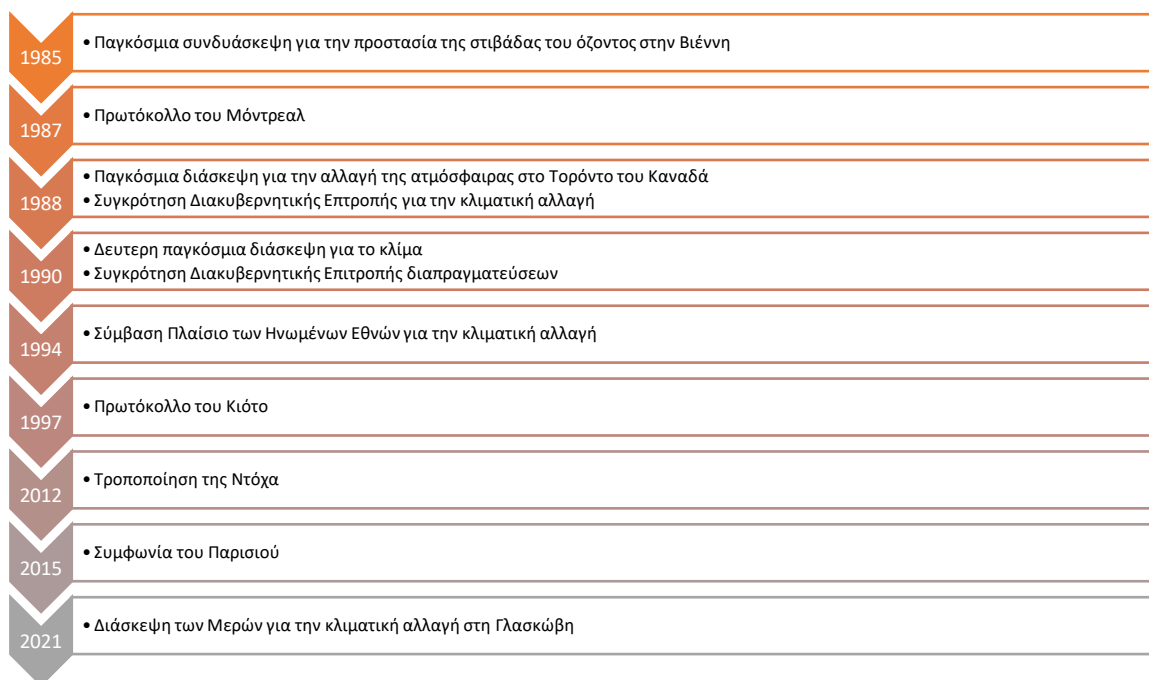 1985
• Παγκόσμια συνδυάσκεψη για την προστασία της στιβάδας του όζοντος στην Βιέννη
1987
• Πρωτόκολλο του Μόντρεαλ
1988
• Παγκόσμια διάσκεψη για την αλλαγή της ατμόσφαιρας στο Τορόντο του Καναδά
• Συγκρότηση Διακυβερνητικής Επτροπής για την κλιματική αλλαγή
1990
• Δευτερη παγκόσμια διάσκεψη για το κλίμα
• Συγκρότηση Διακυβερνητικής Επιτροπής διαπραγματεύσεων
1994
• Σύμβαση Πλαίσιο των Ηνωμένων Εθνών για την κλιματική αλλαγή
1997
• Πρωτόκολλο του Κιότο
2012
• Τροποποίηση της Ντόχα
2015
• Συμφωνία του Παρισιού
2021
• Διάσκεψη των Μερών για την κλιματική αλλαγή στη Γλασκώβη